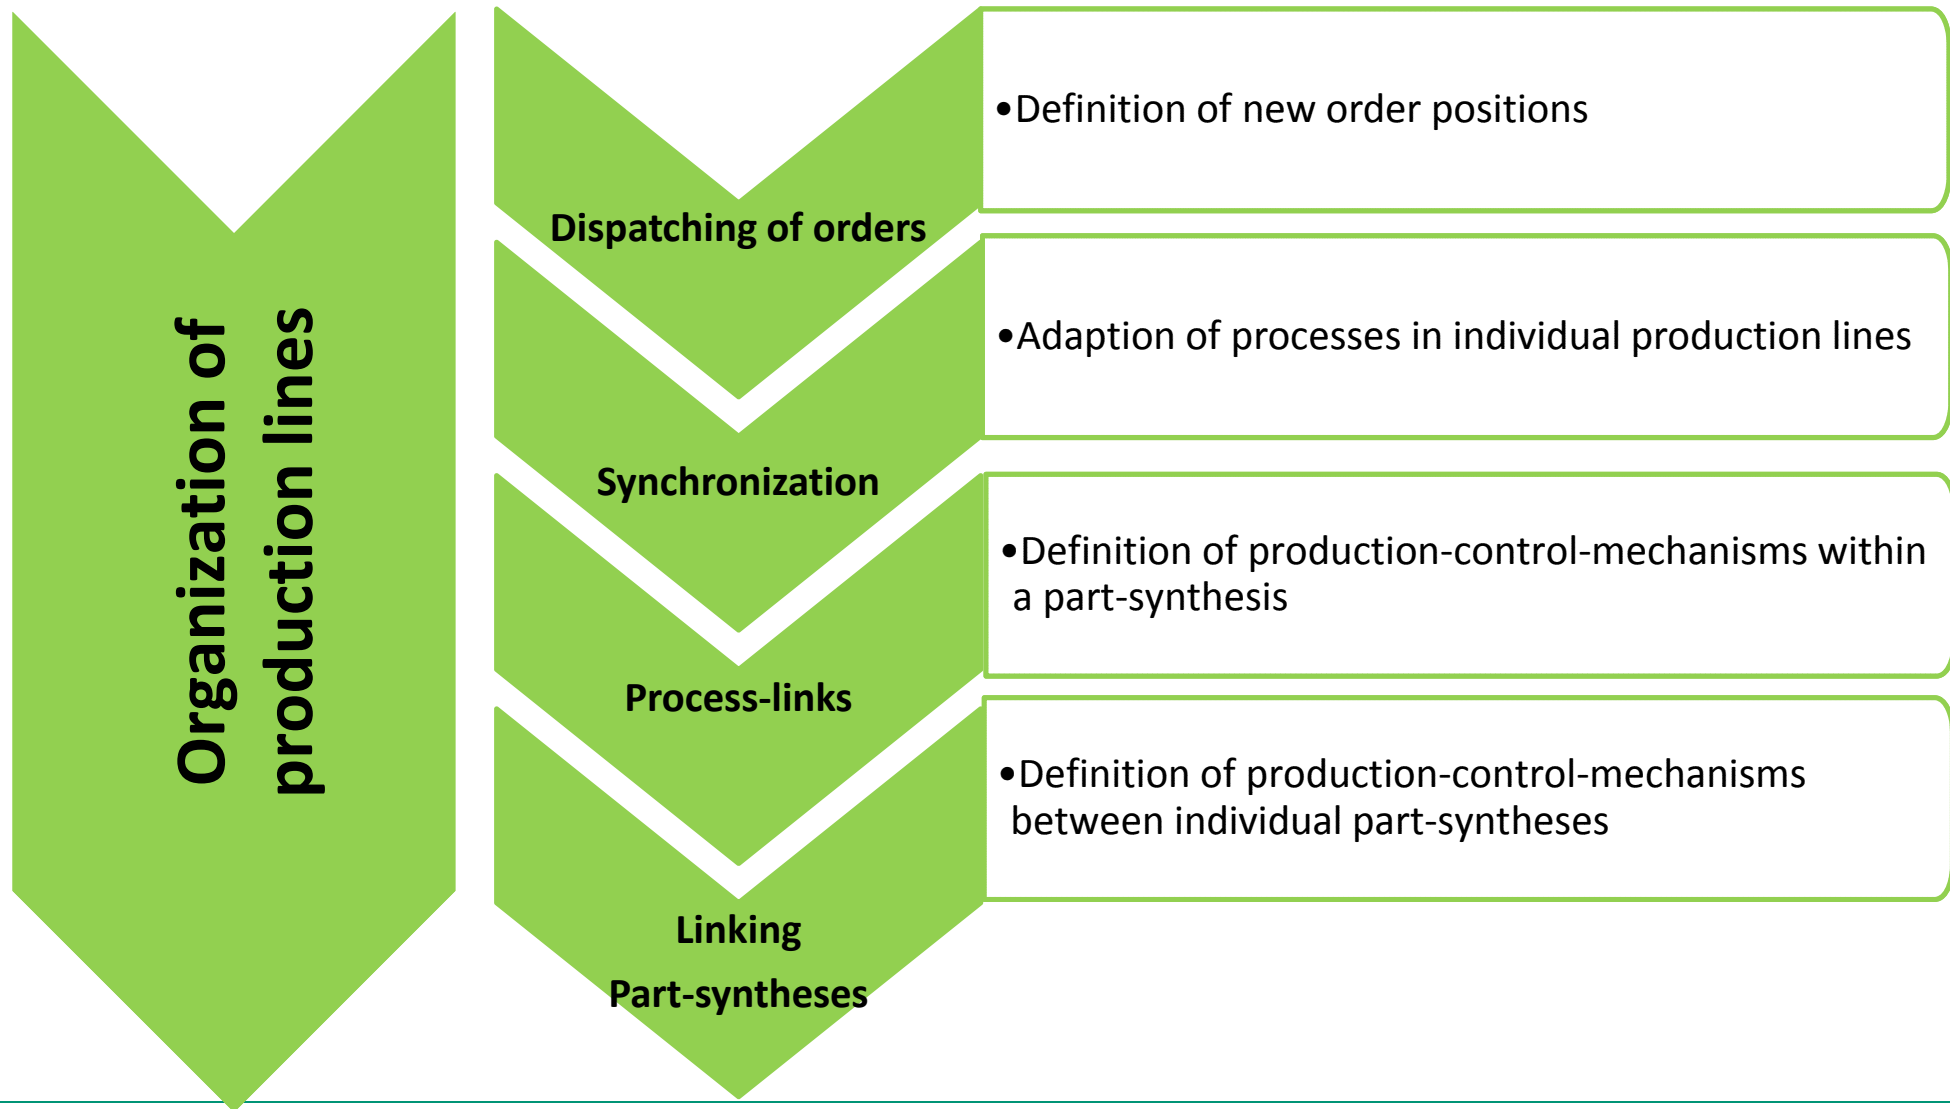 Organization of
production lines
Dispatching of orders
•Definition of new order positions
Synchronization
•Adaption of processes in individual production lines
Process-links
•Definition of production-control-mechanisms within
a part-synthesis
Linking
Part-syntheses
•Definition of production-control-mechanisms
between individual part-syntheses